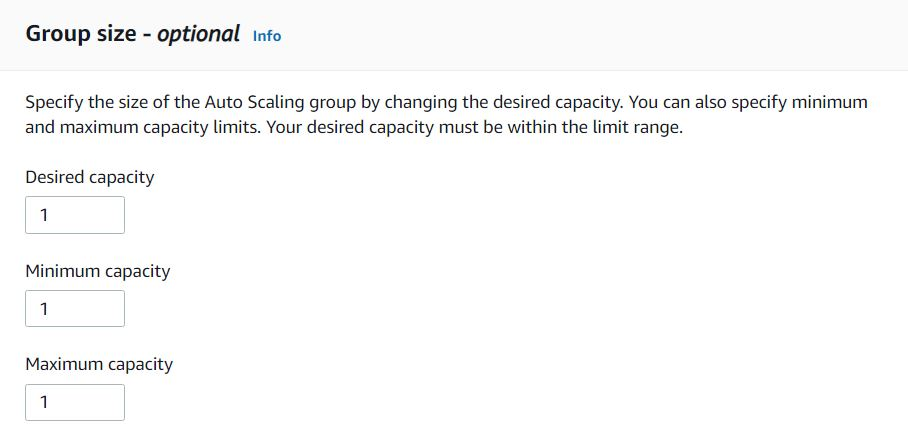 Group size - optional Info
Specify the size of the Auto Scaling group by changing the desired capacity. You can also specify minimum
and maximum capacity limits. Your desired capacity must be within the limit range.
Desired capacity
1
Minimum capacity
1
Maximum capacity
1